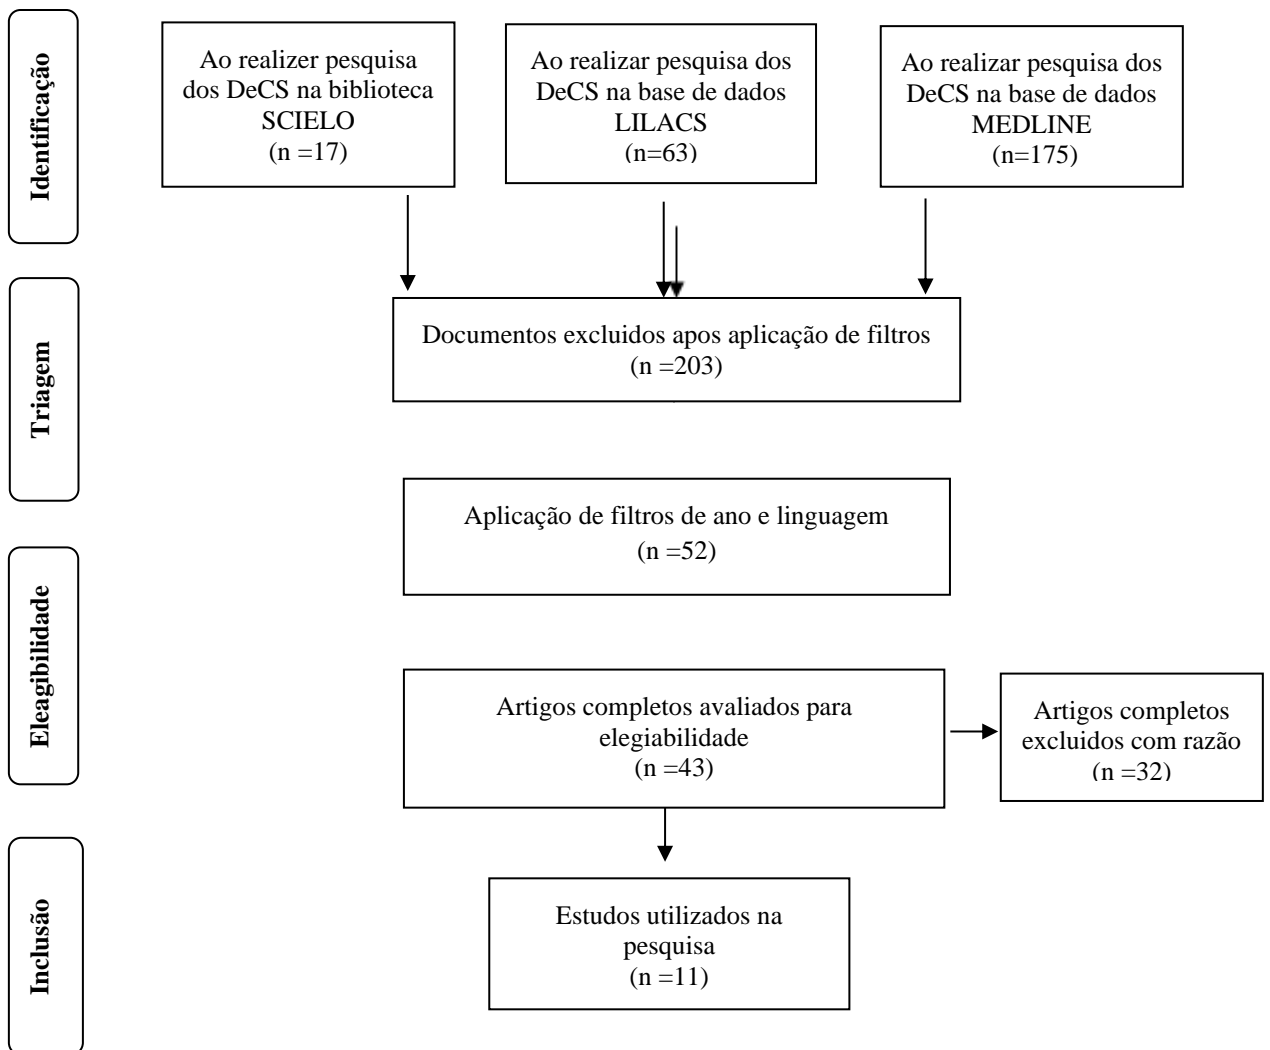 Identificação
Ao realizer pesquisa
dos DeCS na biblioteca
SCIELO
(n =17)
Ao realizar pesquisa dos
DeCS na base de dados
LILACS
(n=63)
Ao realizar pesquisa dos
DeCS na base de dados
MEDLINE
(n=175)
Triagem
Documentos excluidos apos aplicação de filtros
(n =203)
Aplicação de filtros de ano e linguagem
(n =52)
Eleagibilidade
Artigos completos avaliados para
elegiabilidade
(n =43)
Artigos completos
excluidos com razão
(n =32)
Inclusão
Estudos utilizados na
pesquisa
(n =11)